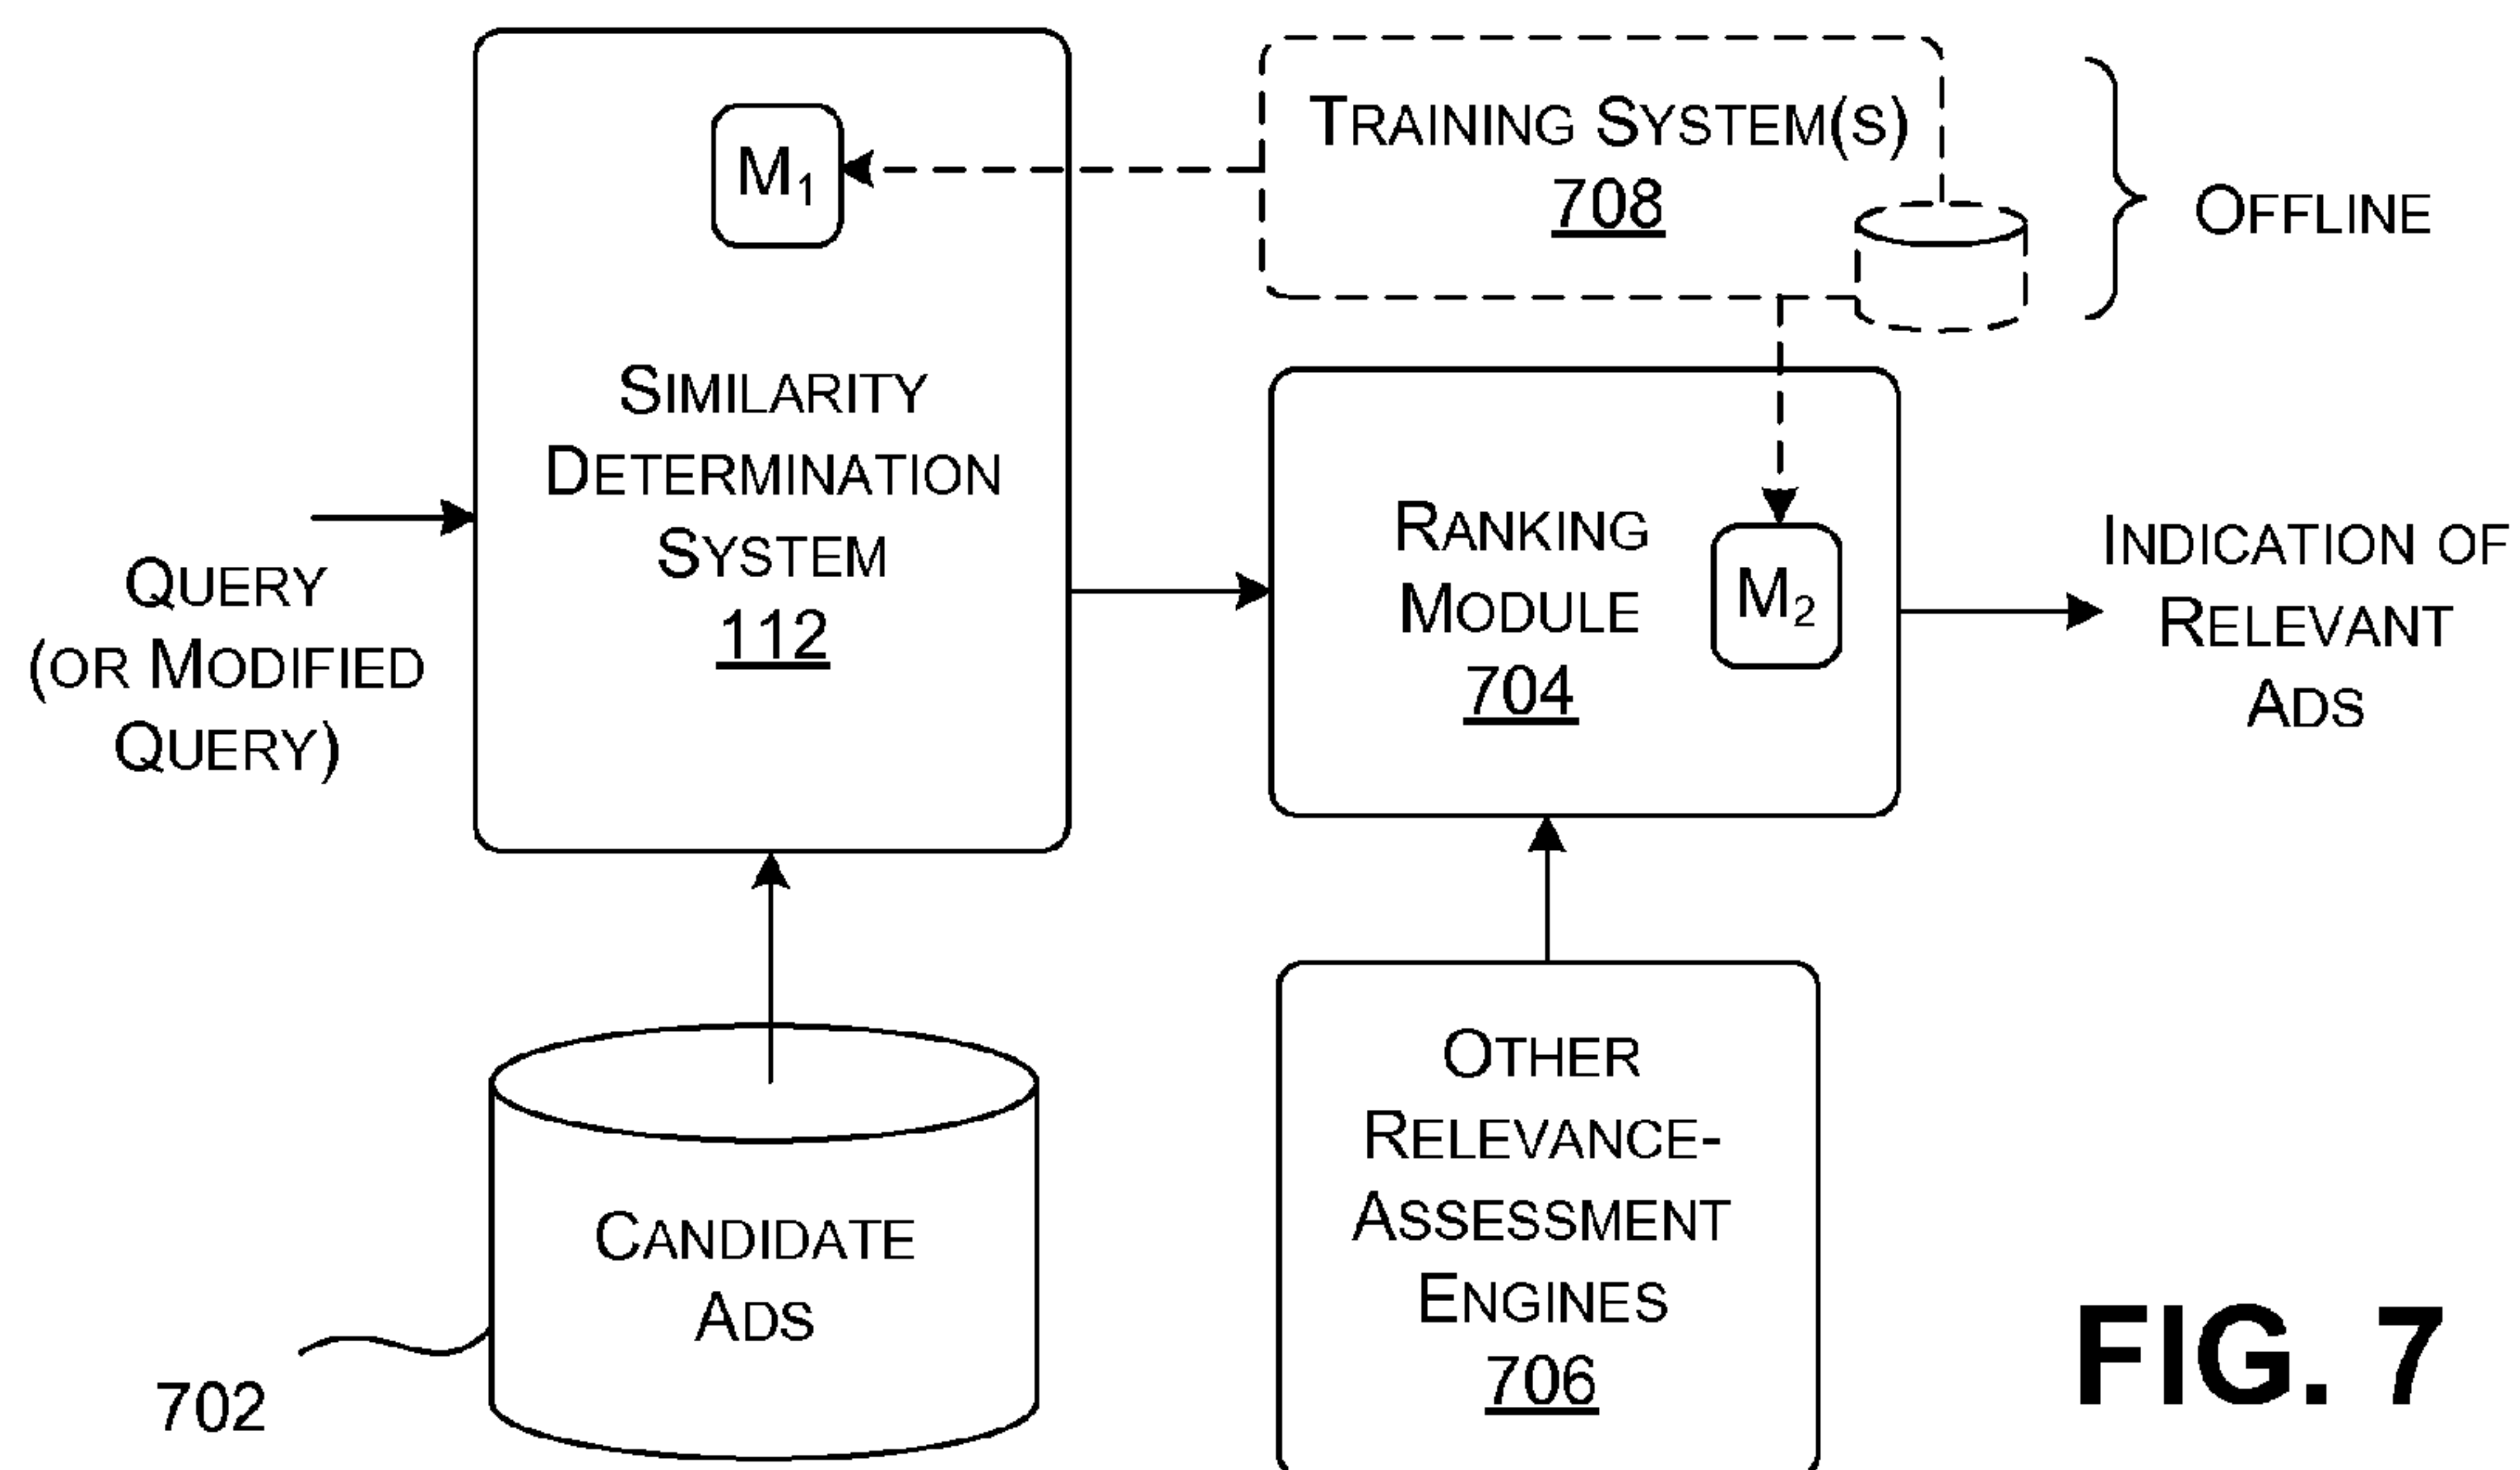 M1
TRAINING SYSTEM(S)
708
OFFLINE
SIMILARITY
DETERMINATION
SYSTEM
112
QUERY
(OR MODIFIED
QUERY)
RANKING
MODULE
704
M2
INDICATION OF
RELEVANT
ADS
CANDIDATE
ADS
702
OTHER
RELEVANCE-
ASSESSMENT
ENGINES
706
FIG. 7